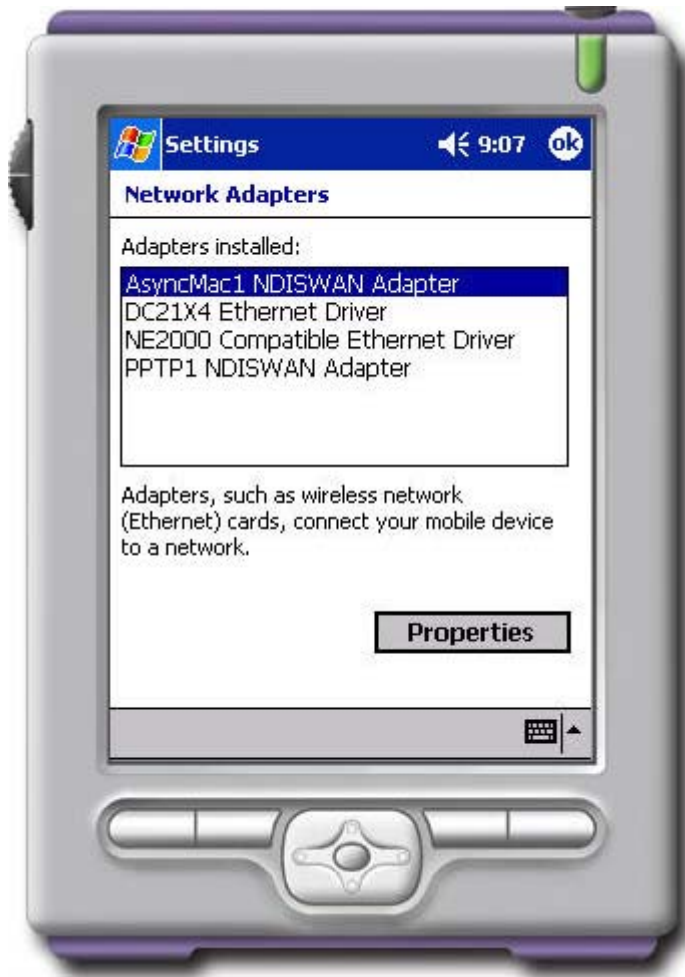 Settings 9:07 ok
Network Adapters
Adapters installed:
AsyncMac1 NDISWAN Adapter
DC21X4 Ethernet Driver
NE2000 Compatible Ethernet Driver
PPTP1 NDISWAN Adapter
Adapters, such as wireless network
(Ethernet) cards, connect your mobile device
to a network.
Properties